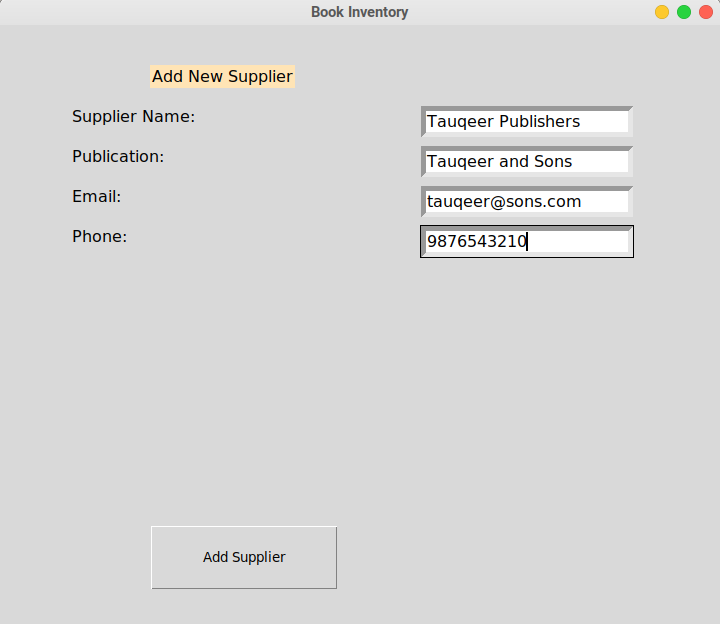 Book Inventory
Add New Supplier
Supplier Name: Tauqeer Publishers
Publication: Tauqeer and Sons
Email: tauqeer@sons.com
Phone: 9876543210
Add Supplier